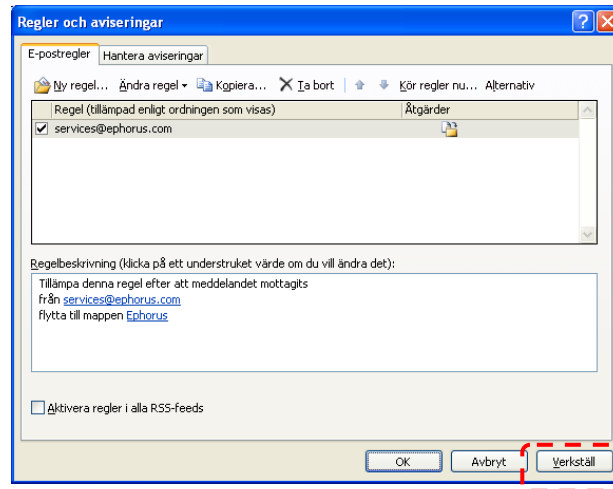 Regler och aviseringar
E-postregler Hantera aviseringar
Ny regel... Ändra regel Kopiera... Ta bort Kör regler nu... Alternativ
Regel (tillämpad enligt ordningen som visas) Åtgärder
services@ephorus.com
Regelbeskrivning (klicka på ett understruket värde om du vill ändra det):
Tillämpa denna regel efter att meddelandet mottagits
från services@ephorus.com
flytta till mappen Ephorus
Aktivera regler i alla RSS-feeds
OK Avbryt Verkställ